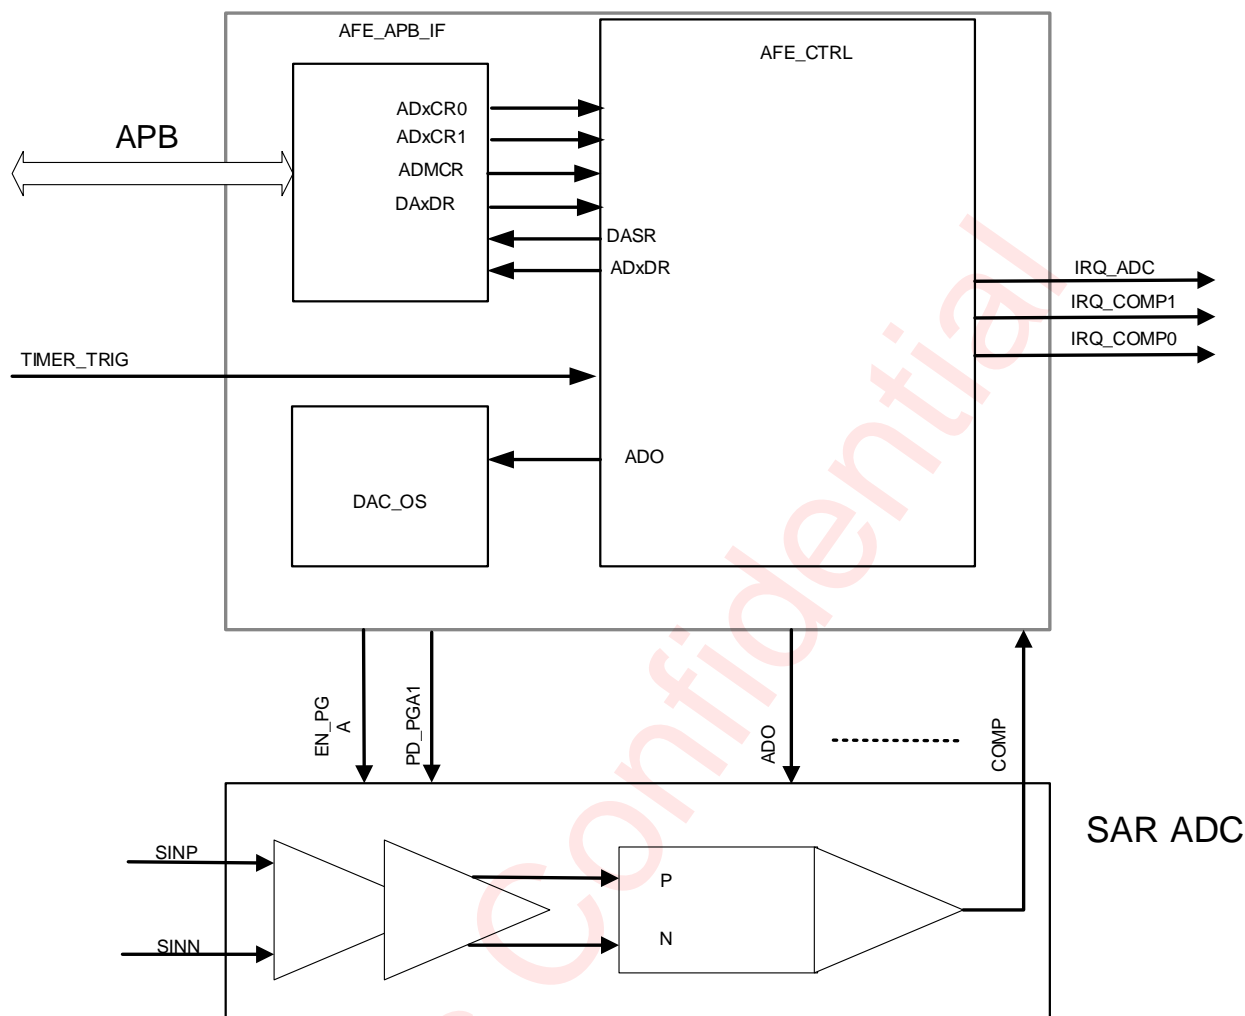 AFE_APB_IF
AFE_CTRL
APB
ADxCR0
ADxCR1
ADMCR
DAxDR
DASR
ADxDR
IRQ_ADC
IRQ_COMP1
IRQ_COMP0
TIMER_TRIG
ADO
DAC_OS
EN_PG
A
PD_PGA1
ADO
COMP
SAR ADC
SINP
P
SINN
N
Confidential